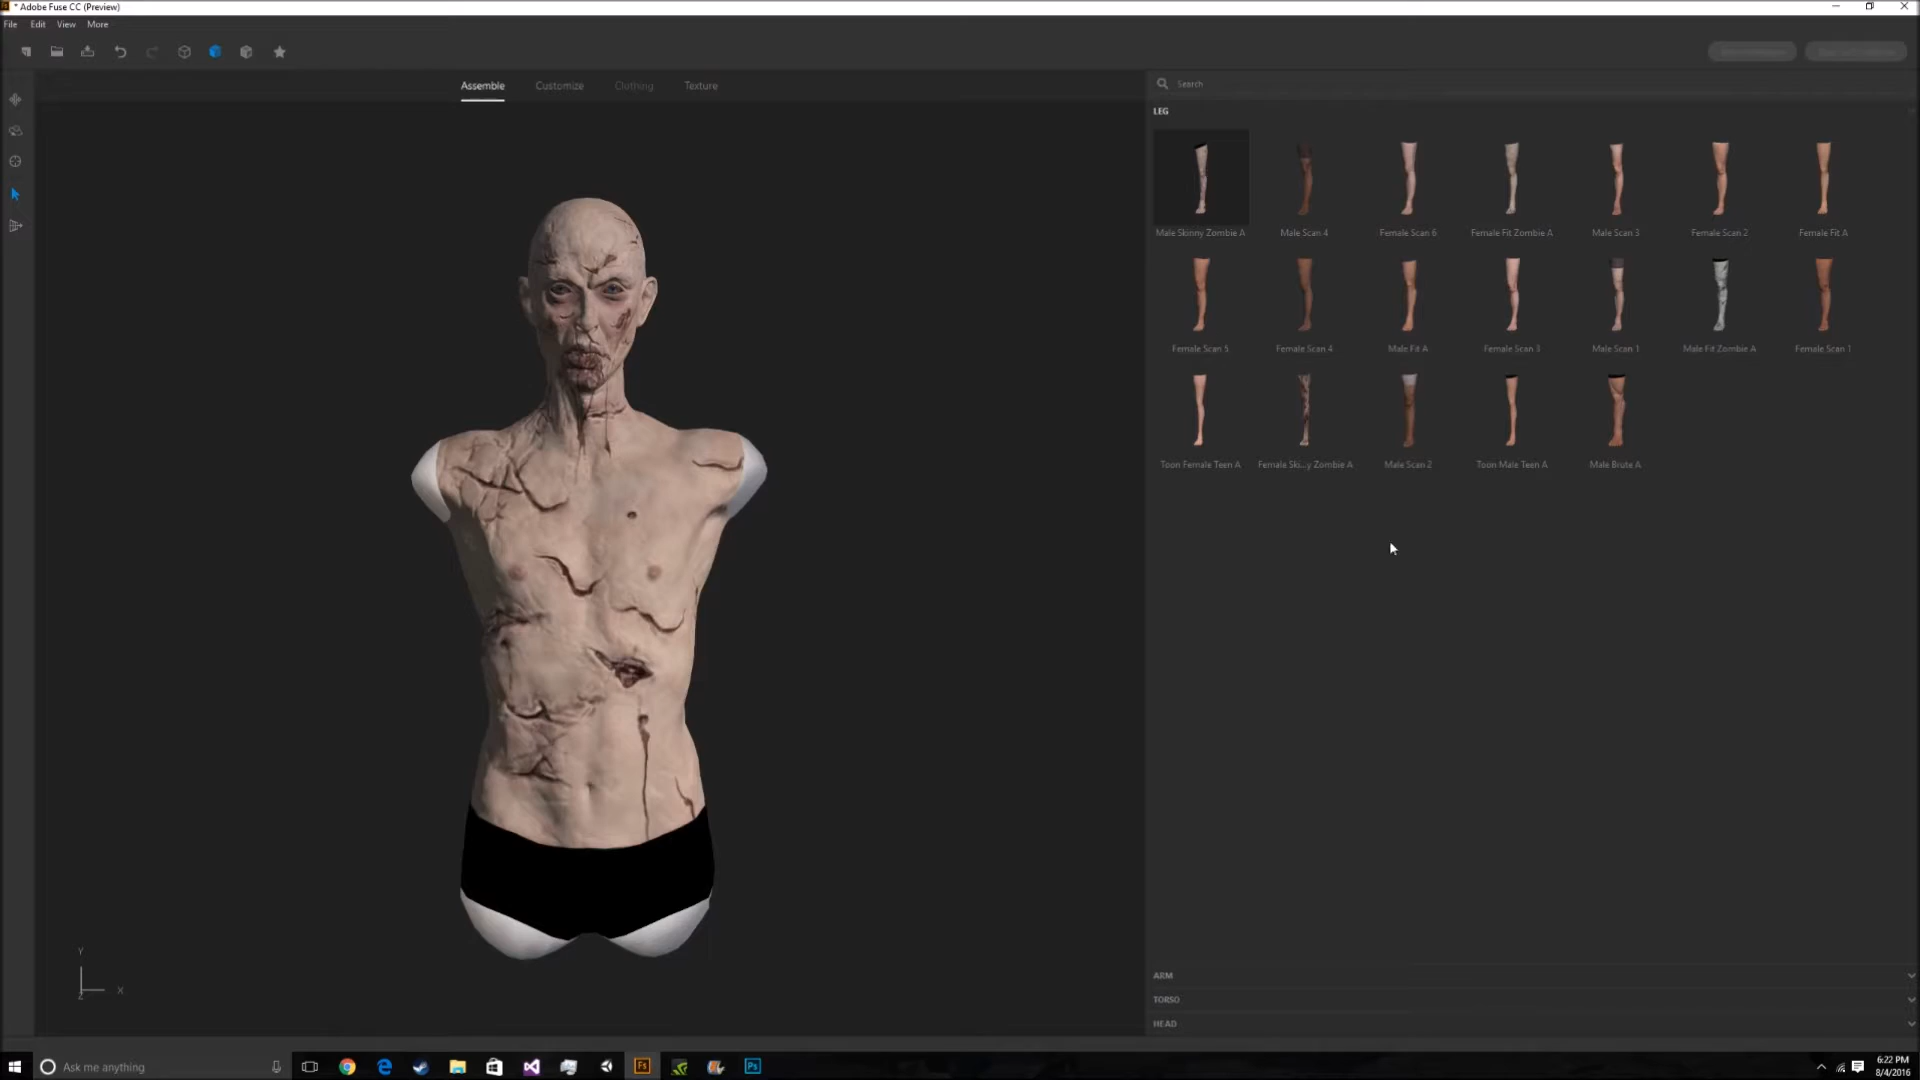 * Adobe Fuse CC (Preview)
File Edit View More
Assemble Customize Clothing Texture
Search
LEG
Male Skinny Zombie A Male Scan 4 Female Scan 6 Female Fit Zombie A Male Scan 3 Female Scan 2 Female Fit A
Female Scan 5 Female Scan 4 Male Fit A Female Scan 3 Male Scan 1 Male Fit Zombie A Female Scan 1
Toon Female Teen A Female Ski...y Zombie A Male Scan 2 Toon Male Teen A Male Brute A
Y
X
Z
ARM
TORSO
HEAD
Ask me anything
Fs
Ps
6:22 PM
8/4/2016